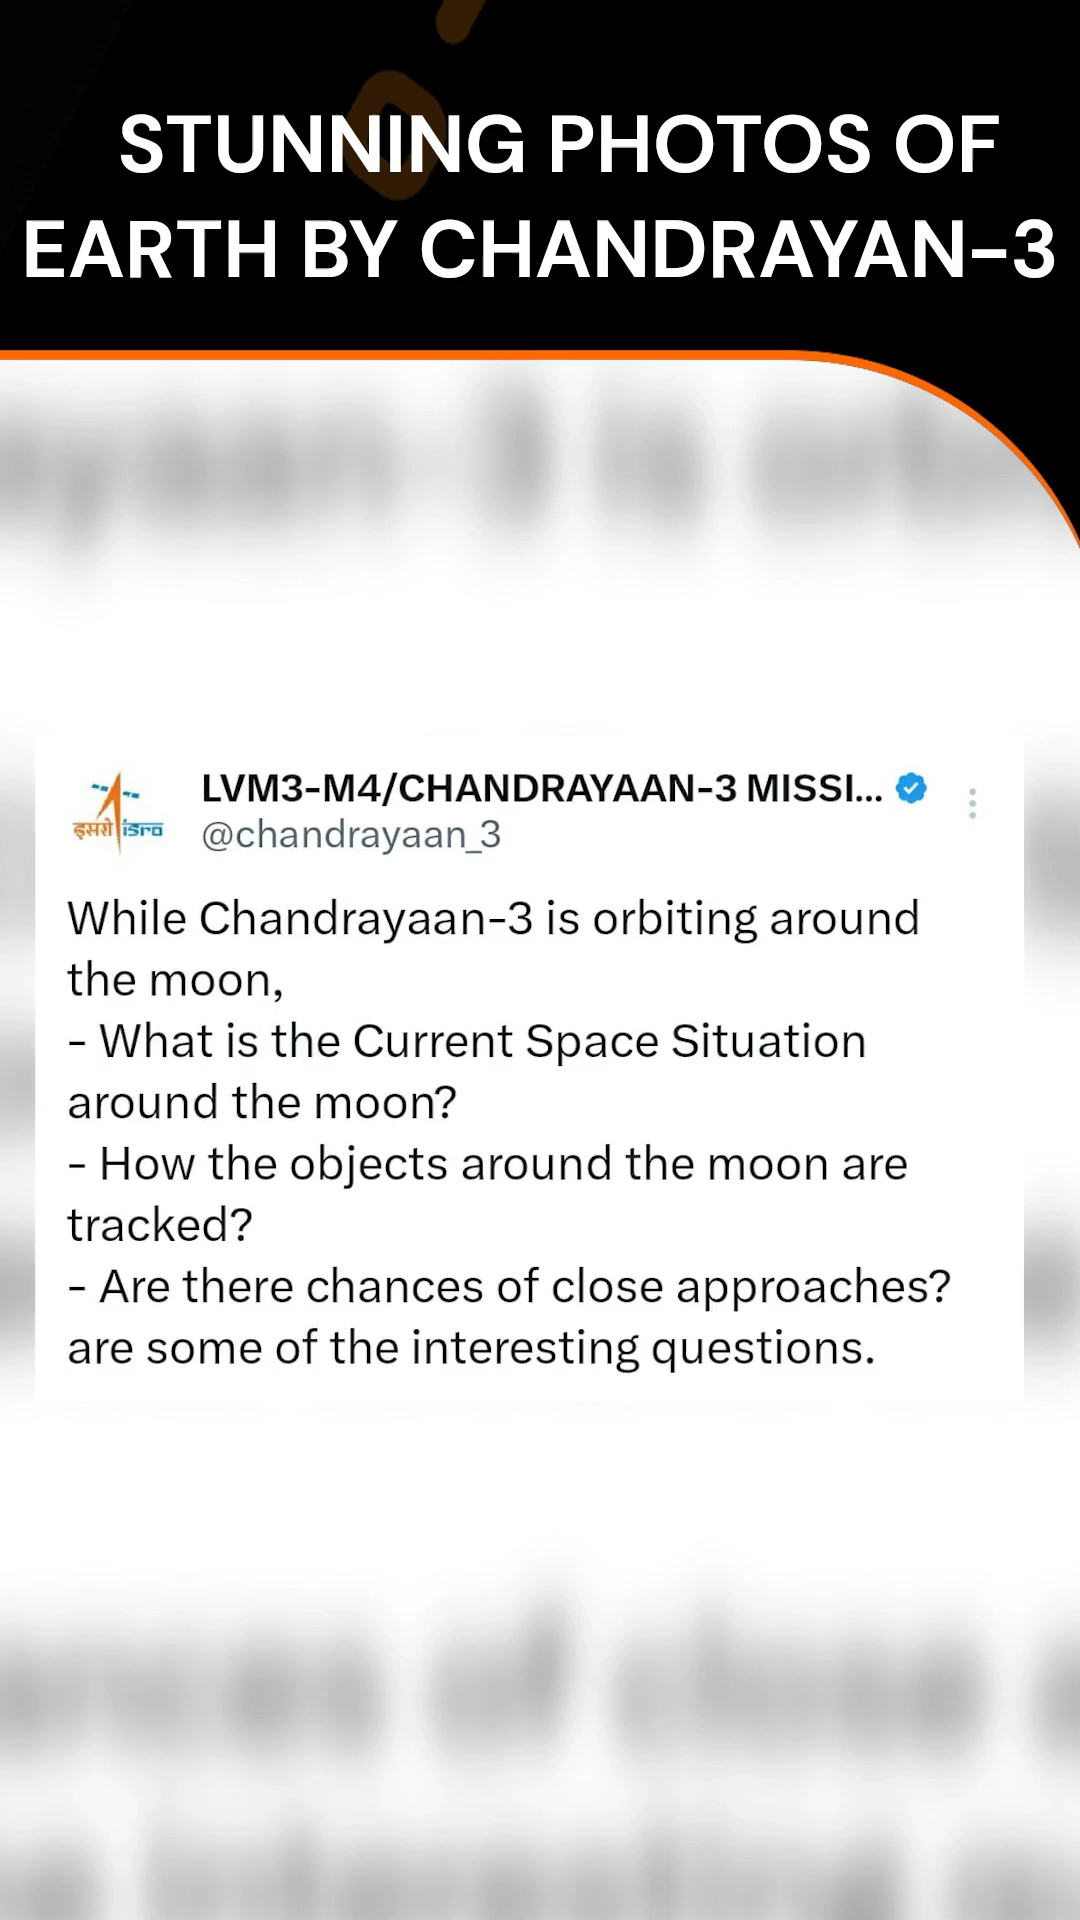 STUNNING PHOTOS OF
EARTH BY CHANDRAYAN-3
LVM3-M4/CHANDRAYAAN-3 MISSI...
इसरो isro
@chandrayaan_3
While Chandrayaan-3 is orbiting around
the moon,
- What is the Current Space Situation
around the moon?
- How the objects around the moon are
tracked?
- Are there chances of close approaches?
are some of the interesting questions.